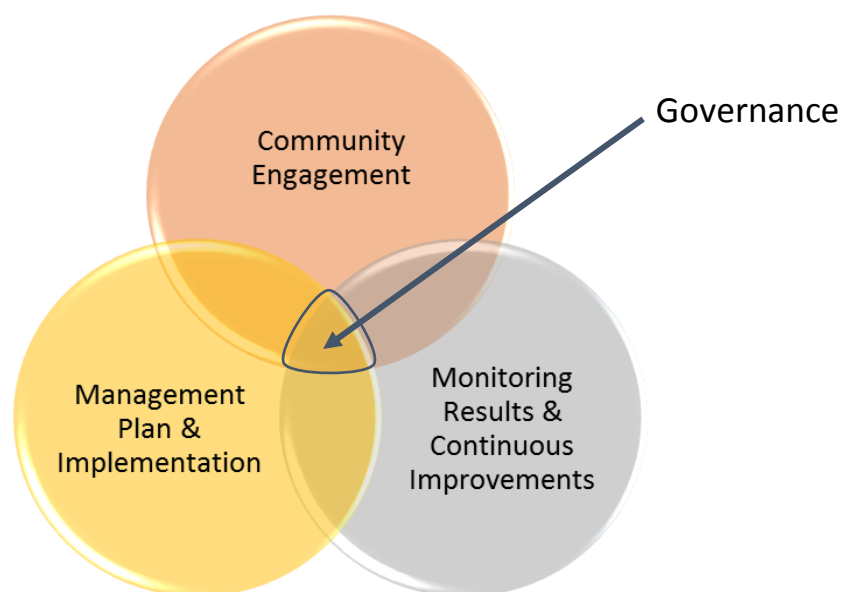 Governance
Community
Engagement
Management
Plan &
Implementation
Monitoring
Results &
Continuous
Improvements